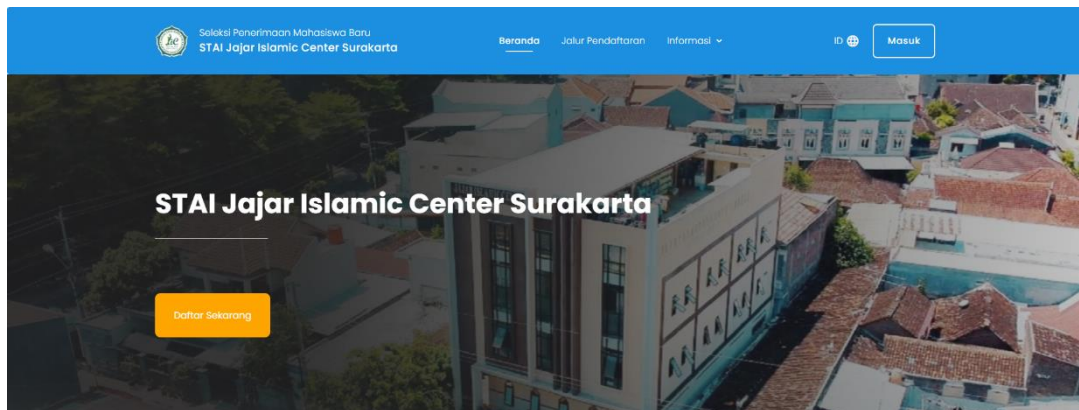 Seleksi Penerimaan Mahasiswa Baru
STAI Jajar Islamic Center Surakarta
Beranda
Jalur Pendaftaran
Informasi
ID
Masuk
STAI Jajar Islamic Center Surakarta
Daftar Sekarang